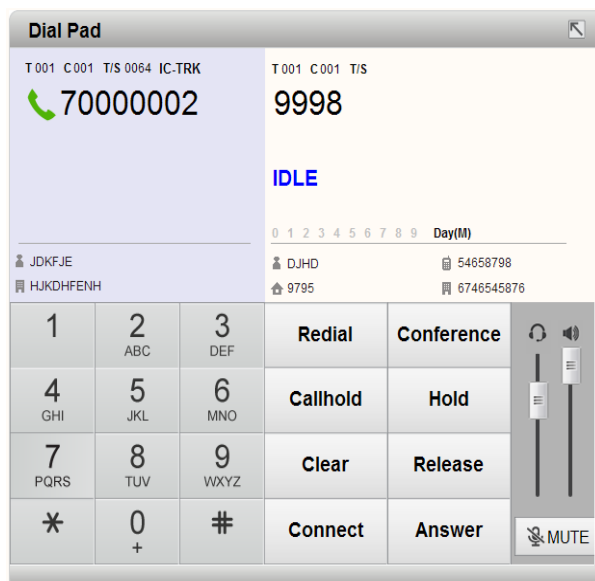 Dial Pad
T 001 C 001 T/S 0064 IC-TRK
70000002
JDKFJE
HJKDHFENH
T 001 C 001 T/S
9998
IDLE
0 1 2 3 4 5 6 7 8 9 Day(M)
DJHD 54658798
9795 6746545876
1 2 3 Redial Conference
ABC DEF
4 5 6 Callhold Hold
GHI JKL MNO
7 8 9 Clear Release
PQRS TUV WXYZ
* 0 # Connect Answer
+
MUTE